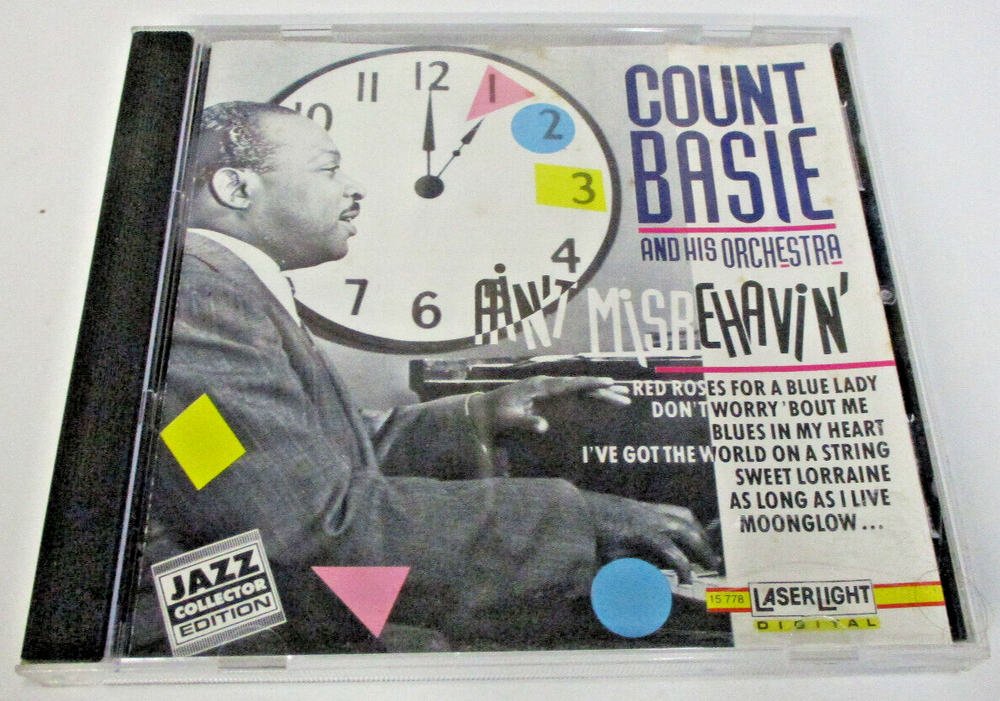 COUNT
BASIE
AND HIS ORCHESTRA
AIN'T MISBEHAVIN'
RED ROSES FOR A BLUE LADY
DON'T WORRY 'BOUT ME
BLUES IN MY HEART
I'VE GOT THE WORLD ON A STRING
SWEET LORRAINE
AS LONG AS I LIVE
MOONGLOW...
15 778
LASERLIGHT
DIGITAL
JAZZ
COLLECTOR
EDITION
10 11 12 1
2
3
4
7 6